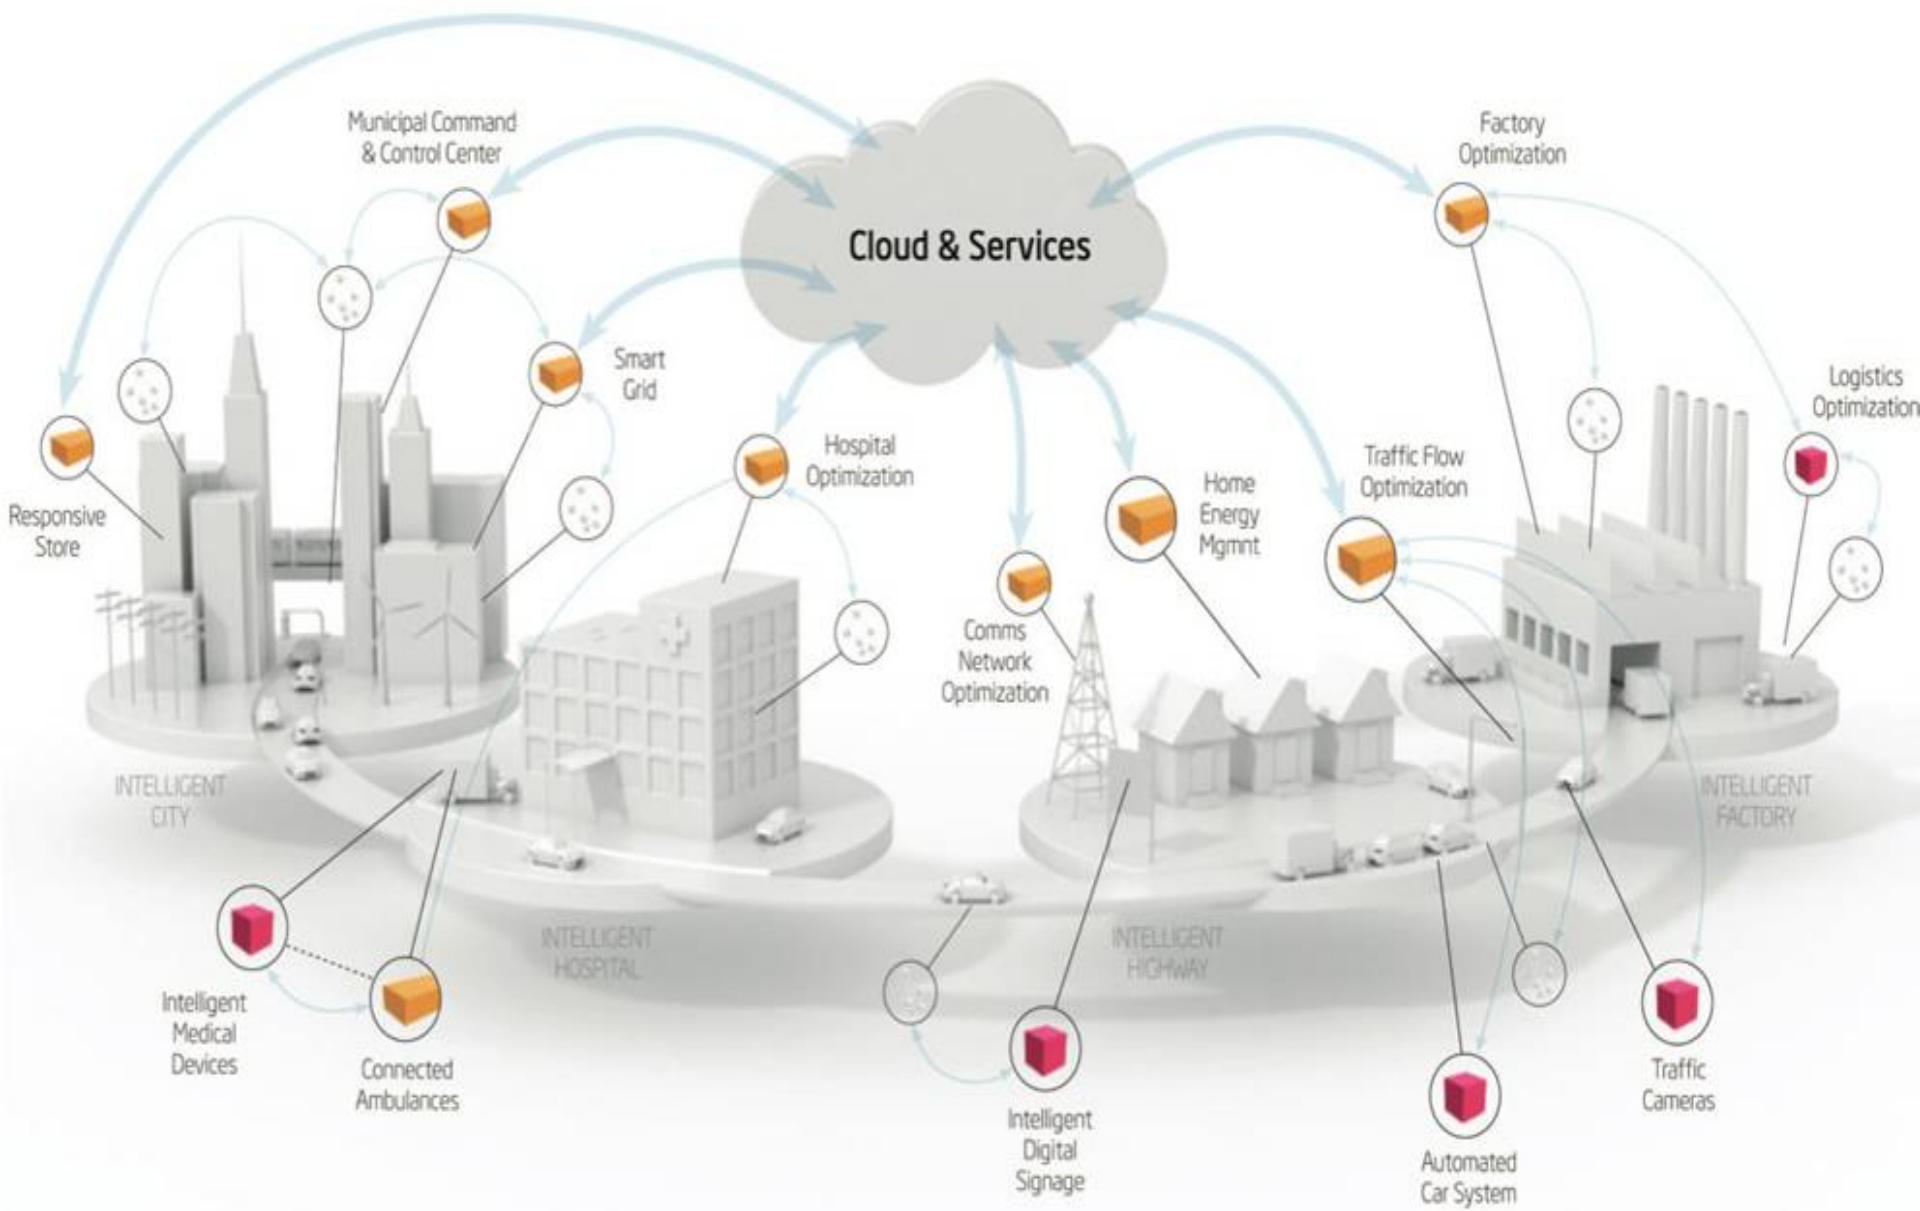 Municipal Command
& Control Center
Factory
Optimization
Cloud & Services
Smart
Grid
Logistics
Optimization
Responsive
Store
Hospital
Optimization
Home
Energy
Mgmnt
Traffic Flow
Optimization
Comms
Network
Optimization
INTELLIGENT
CITY
INTELLIGENT
FACTORY
INTELLIGENT
HOSPITAL
INTELLIGENT
HIGHWAY
Intelligent
Medical
Devices
Connected
Ambulances
Intelligent
Digital
Signage
Traffic
Cameras
Automated
Car System